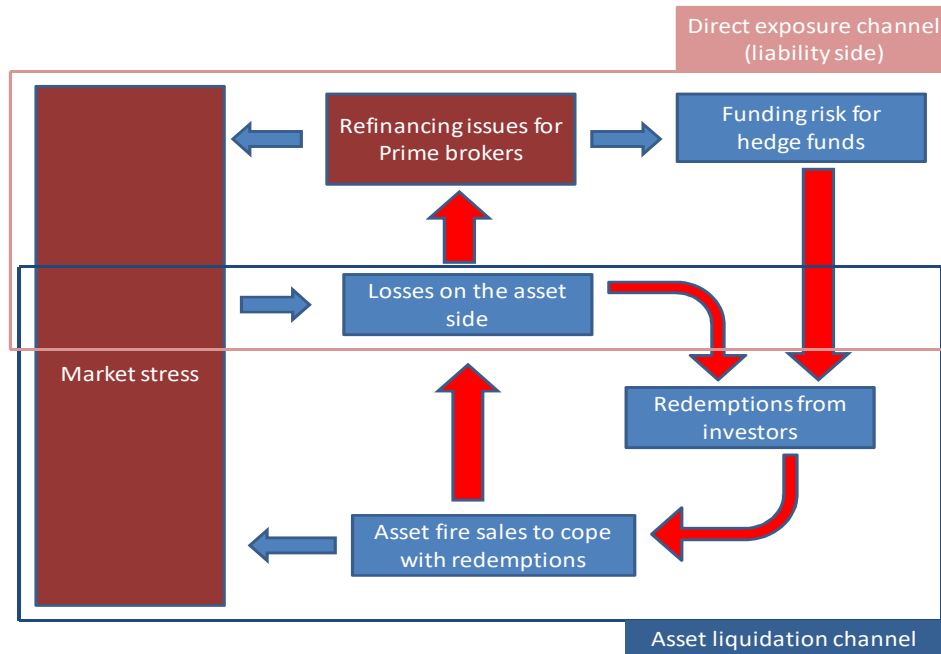 Direct exposure channel
(liability side)
Refinancing issues for
Prime brokers
Funding risk for
hedge funds
Losses on the asset
side
Market stress
Redemptions from
investors
Asset fire sales to cope
with redemptions
Asset liquidation channel